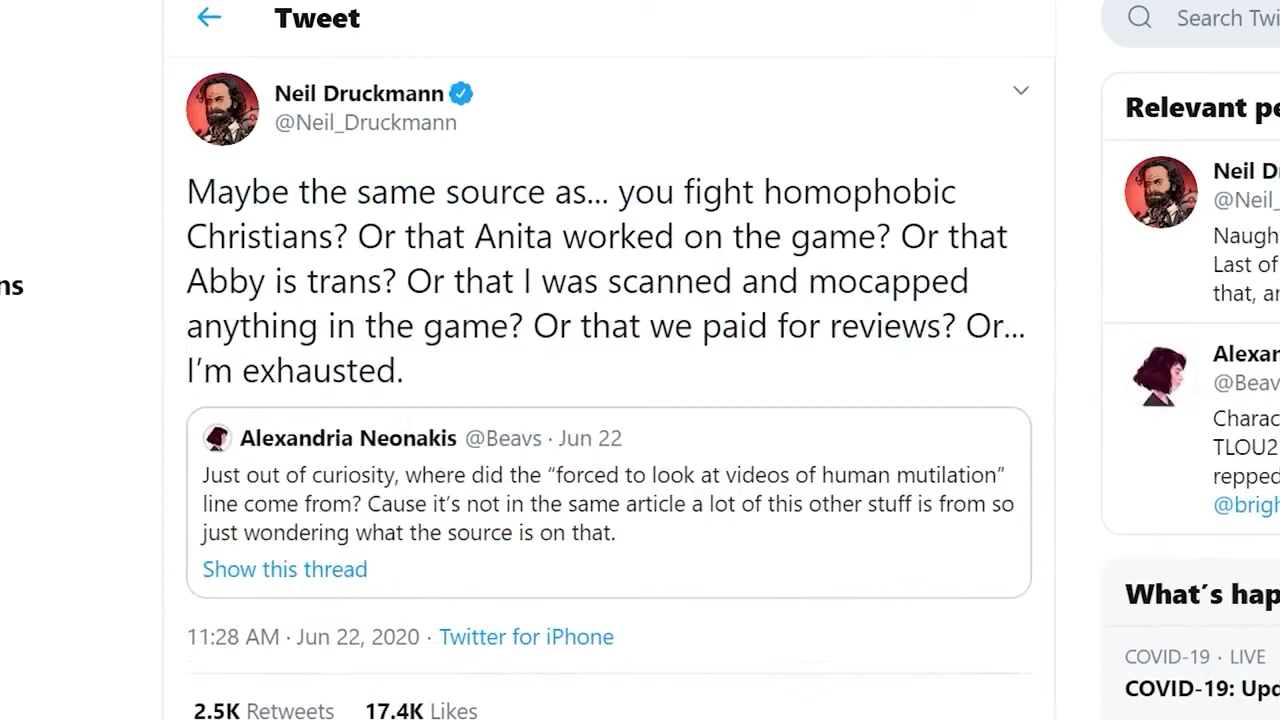 Tweet
Search Twi
Neil Druckmann
@Neil_Druckmann
Maybe the same source as... you fight homophobic
Christians? Or that Anita worked on the game? Or that
Abby is trans? Or that I was scanned and mocapped
anything in the game? Or that we paid for reviews? Or...
I’m exhausted.
Alexandria Neonakis @Beavs · Jun 22
Just out of curiosity, where did the “forced to look at videos of human mutilation”
line come from? Cause it’s not in the same article a lot of this other stuff is from so
just wondering what the source is on that.
Show this thread
11:28 AM · Jun 22, 2020 · Twitter for iPhone
2.5K Retweets 17.4K Likes
ns
Relevant pe
Neil D
@Neil_
Naugh
Last of
that, a
Alexan
@Beav
Charac
TLOU2
repped
@brigh
What´s hap
COVID-19 · LIVE
COVID-19: Upd